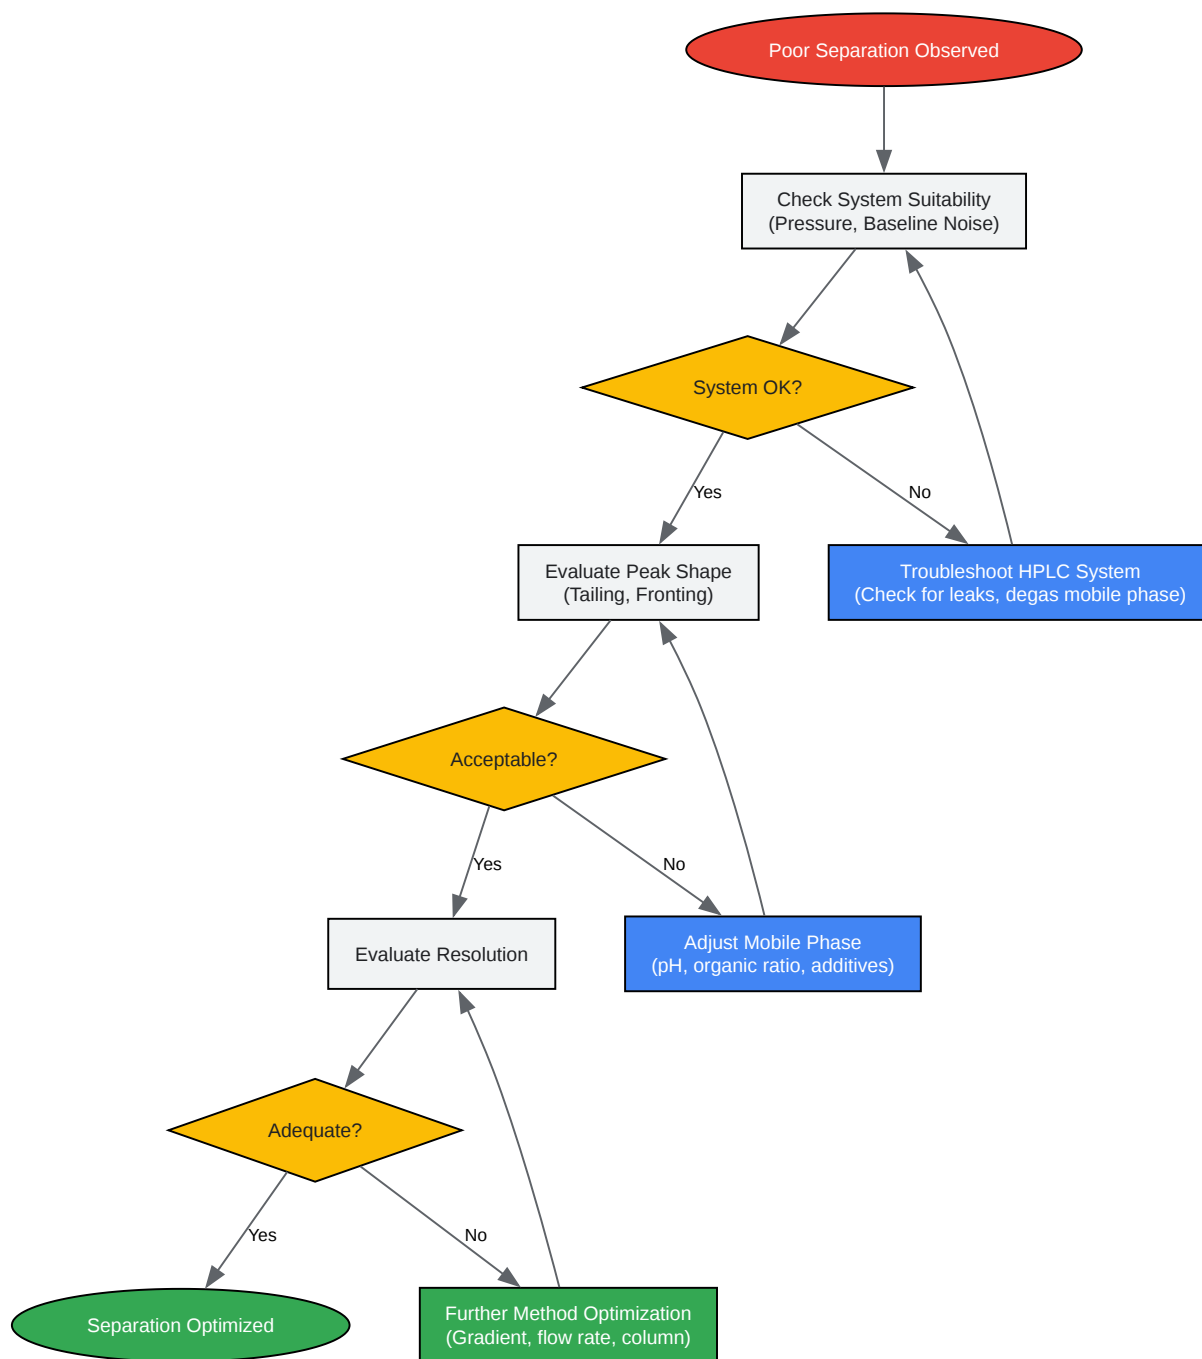 Poor Separation Observed
Check System Suitability
(Pressure, Baseline Noise)
System OK?
Yes
No
Evaluate Peak Shape
(Tailing, Fronting)
Troubleshoot HPLC System
(Check for leaks, degas mobile phase)
Acceptable?
Yes
No
Evaluate Resolution
Adjust Mobile Phase
(pH, organic ratio, additives)
Adequate?
Yes
No
Separation Optimized
Further Method Optimization
(Gradient, flow rate, column)